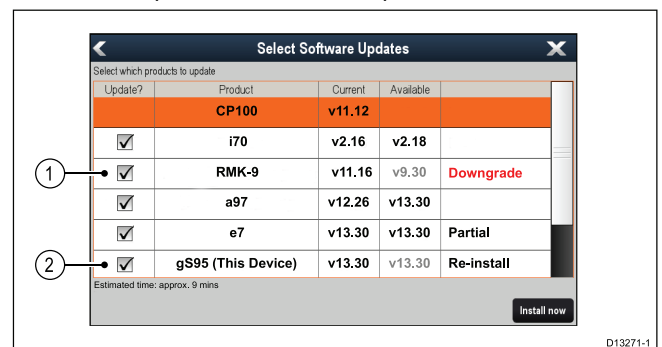 Select Software Updates
Select which products to update
Update? Product Current Available
CP100 v11.12
i70 v2.16 v2.18
1 RMK-9 v11.16 v9.30 Downgrade
a97 v12.26 v13.30
e7 v13.30 v13.30 Partial
2 gS95 (This Device) v13.30 v13.30 Re-install
Estimated time: approx. 9 mins
Install now
D13271-1